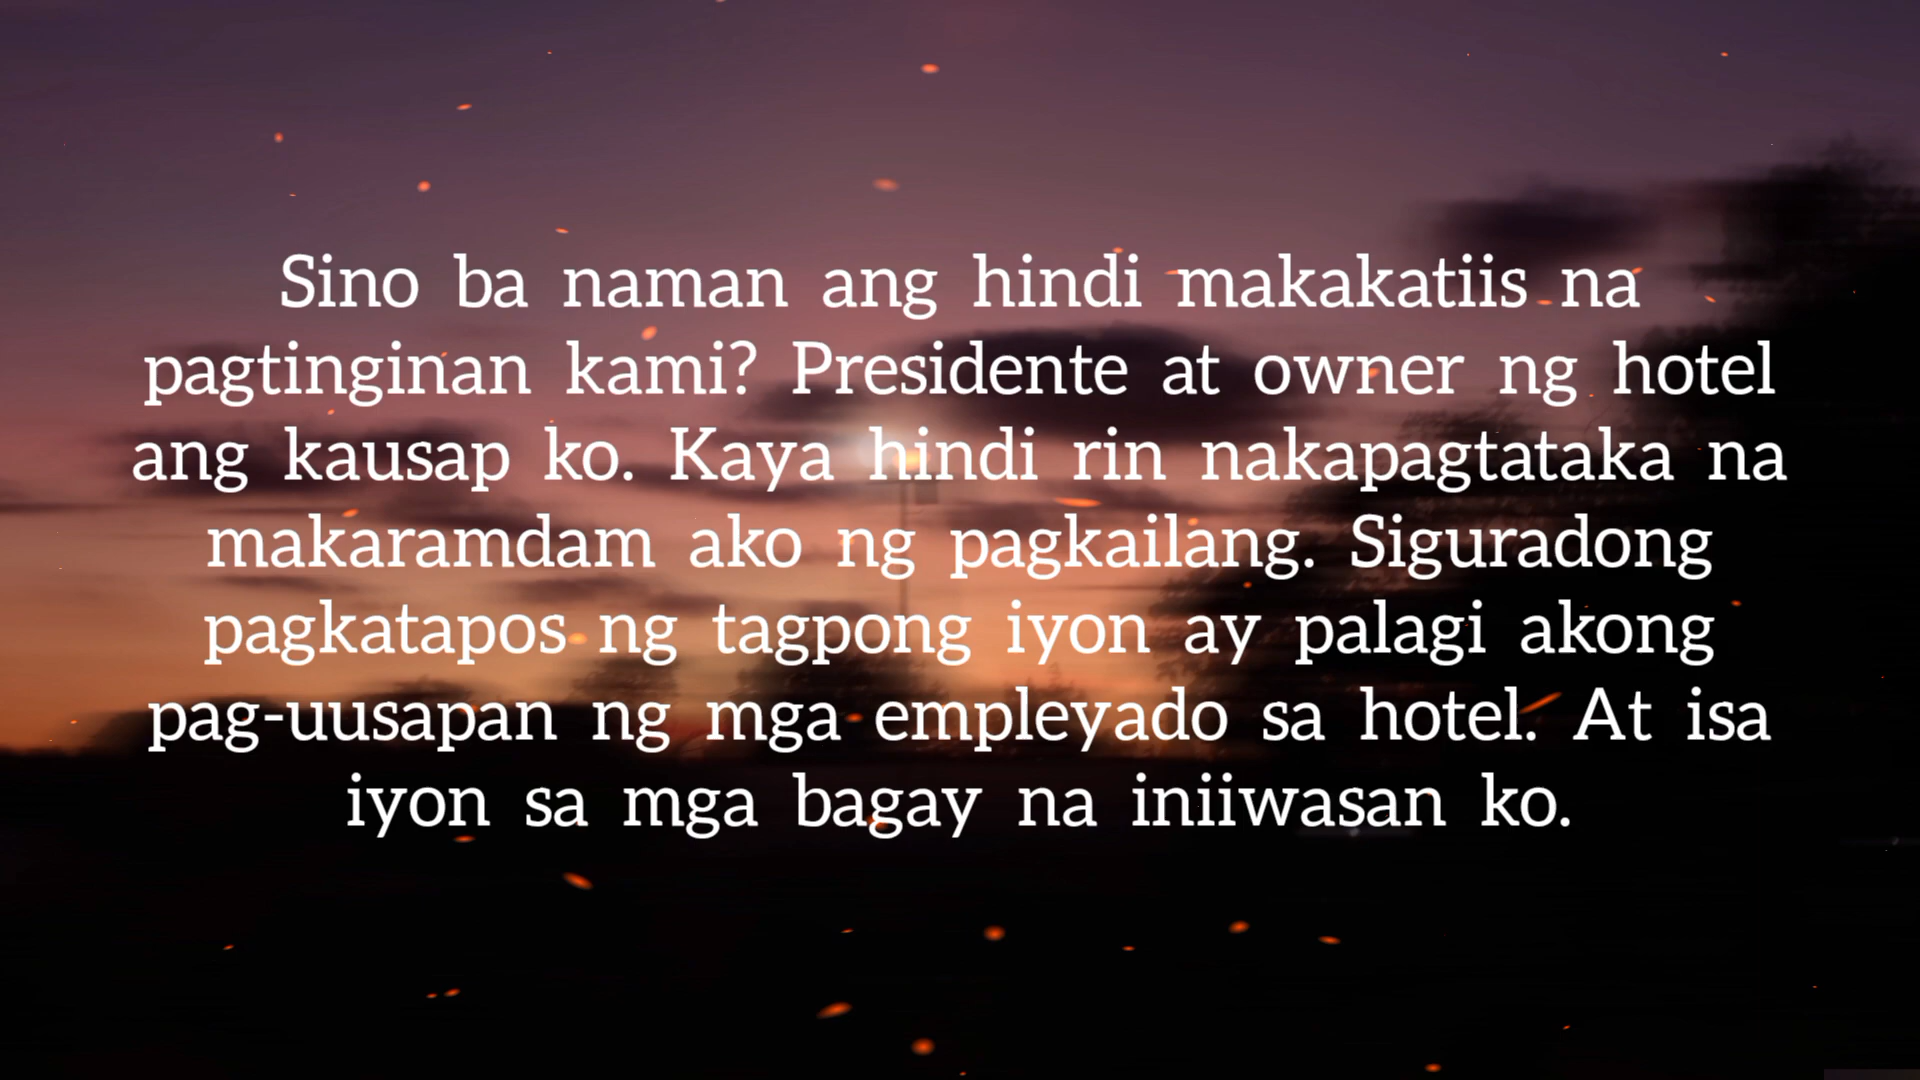 Sino ba naman ang hindi makakatiis na
pagtinginan kami? Presidente at owner ng hotel
ang kausap ko. Kaya hindi rin nakapagtataka na
makaramdam ako ng pagkailang. Siguradong
pagkatapos ng tagpong iyon ay palagi akong
pag-uusapan ng mga empleyado sa hotel. At isa
iyon sa mga bagay na iniiwasan ko.